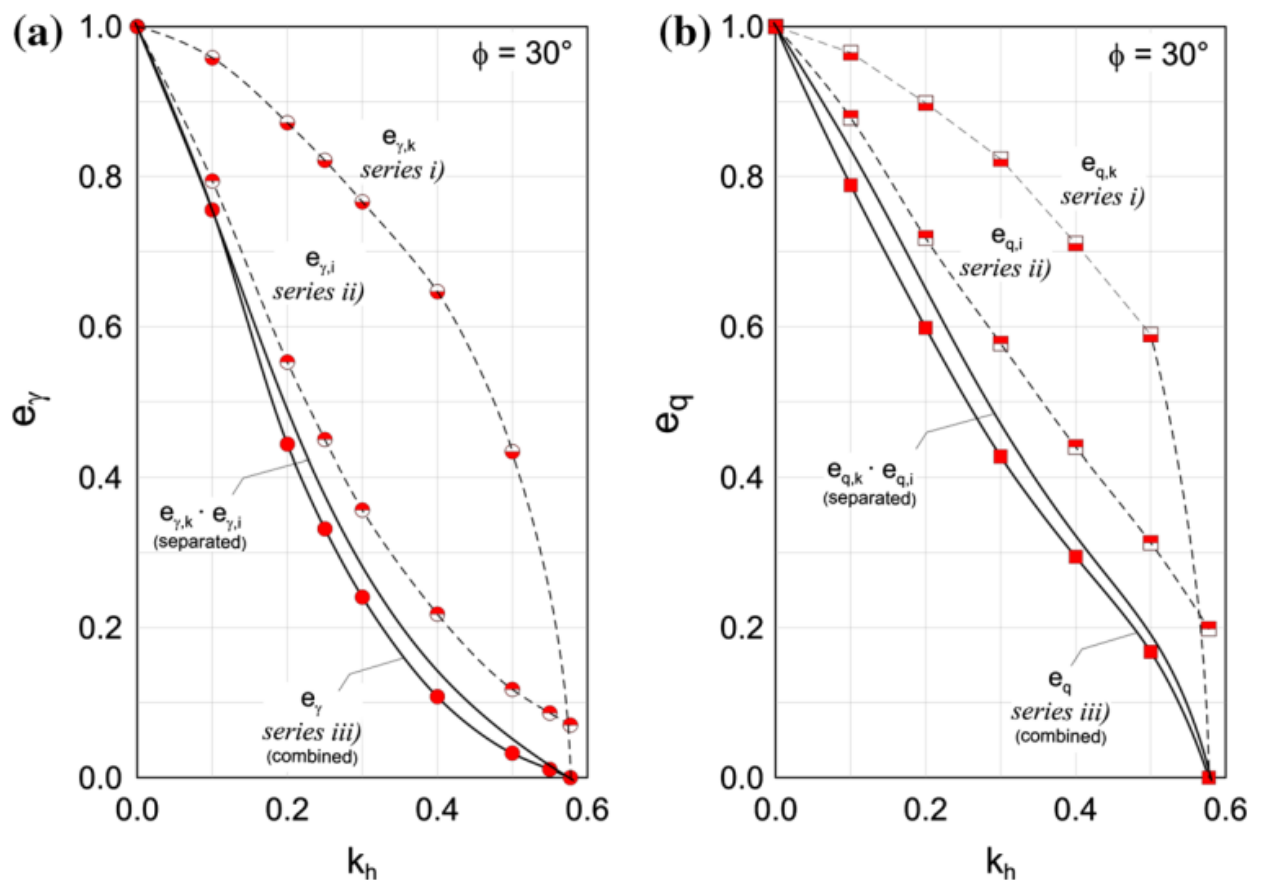 (a)
1.0
ϕ = 30°
0.8
0.6
0.4
0.2
0.0
e_γ
e_γ,k
series i)
e_γ,i
series ii)
e_γ,k · e_γ,i
(separated)
e_γ
series iii)
(combined)
0.0 0.2 0.4 0.6
k_h
(b)
1.0
ϕ = 30°
0.8
0.6
0.4
0.2
0.0
e_q
e_q,k
series i)
e_q,i
series ii)
e_q,k · e_q,i
(separated)
e_q
series iii)
(combined)
0.0 0.2 0.4 0.6
k_h